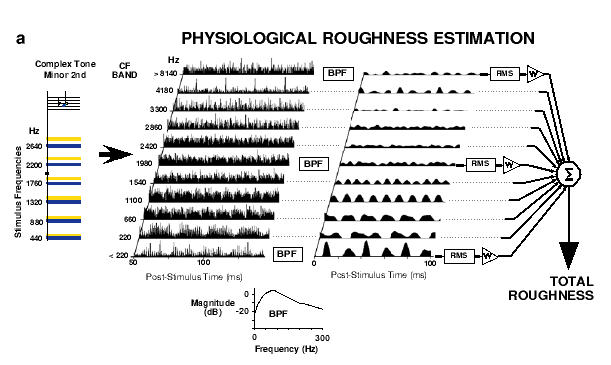 a
PHYSIOLOGICAL ROUGHNESS ESTIMATION
Complex Tone
Minor 2nd
CF
BAND
Hz
> 8140
4180
3300
2860
2420
1980
1540
1100
660
220
< 220
Hz
2640
2200
1760
1320
880
440
Stimulus Frequencies
BPF
BPF
BPF
RMS
W
RMS
W
RMS
W
Σ
50
100
Post-Stimulus Time (ms)
0
100
Post-Stimulus Time (ms)
TOTAL
ROUGHNESS
Magnitude
(dB)
0
-20
BPF
0
300
Frequency (Hz)